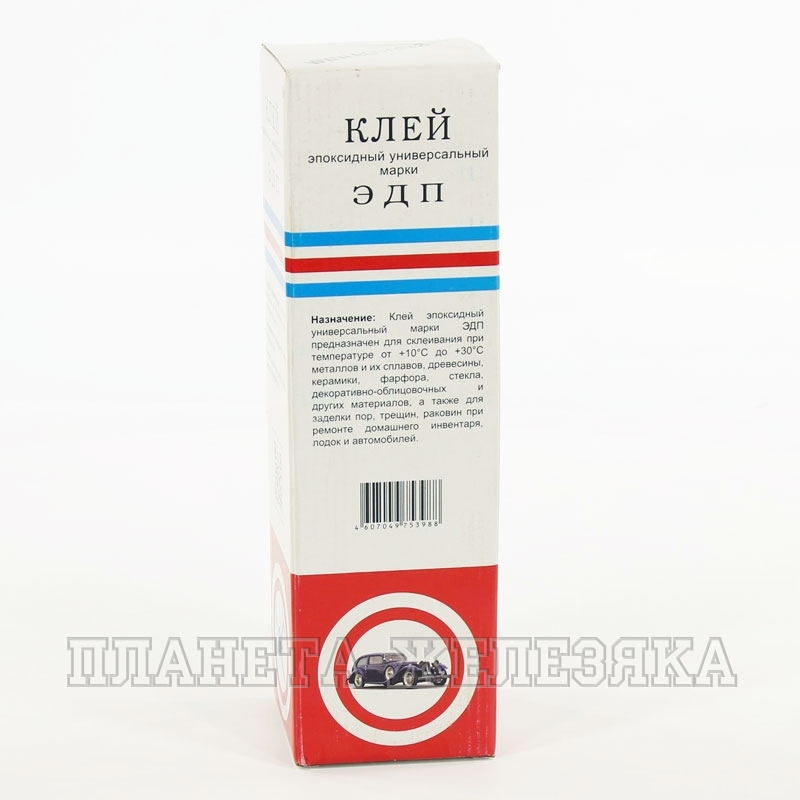 КЛЕЙ
эпоксидный универсальный
марки
ЭДП
Назначение: Клей эпоксидный
универсальный марки ЭДП
предназначен для склеивания при
температуре от +10°С до +30°С
металлов и их сплавов, древесины,
керамики, фарфора, стекла,
декоративно-облицовочных и
других материалов, а также для
заделки пор, трещин, раковин при
ремонте домашнего инвентаря,
лодок и автомобилей.
4 607049 753988
ПЛАНЕТА ЖЕЛЕЗЯКА